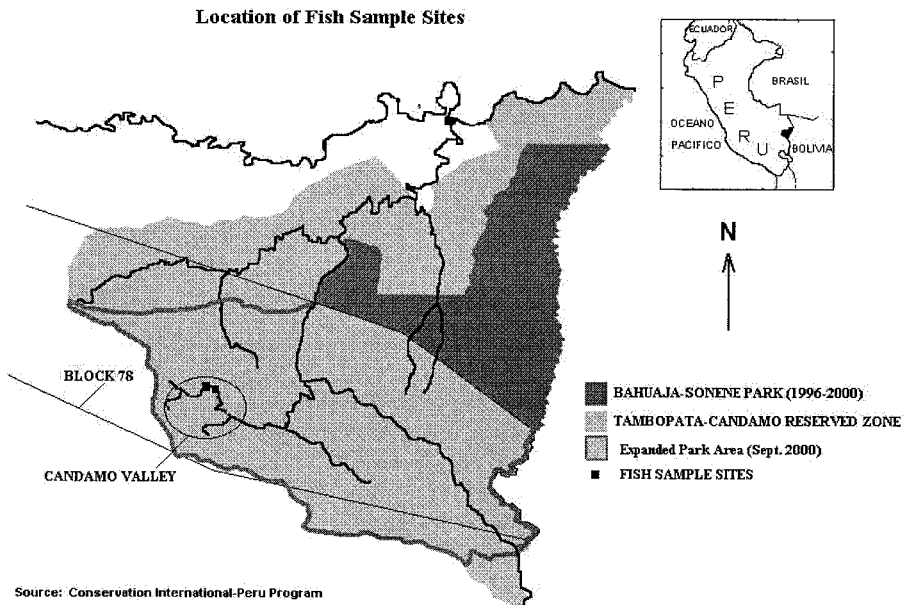 Location of Fish Sample Sites
ECUADOR
BRASIL
PERU
OCEANO
PACIFICO
BOLIVIA
N
BLOCK 78
CANDAMO VALLEY
BAHUAJA-SONENE PARK (1996-2000)
TAMBOPATA-CANDAMO RESERVED ZONE
Expanded Park Area (Sept. 2000)
FISH SAMPLE SITES
Source: Conservation International-Peru Program